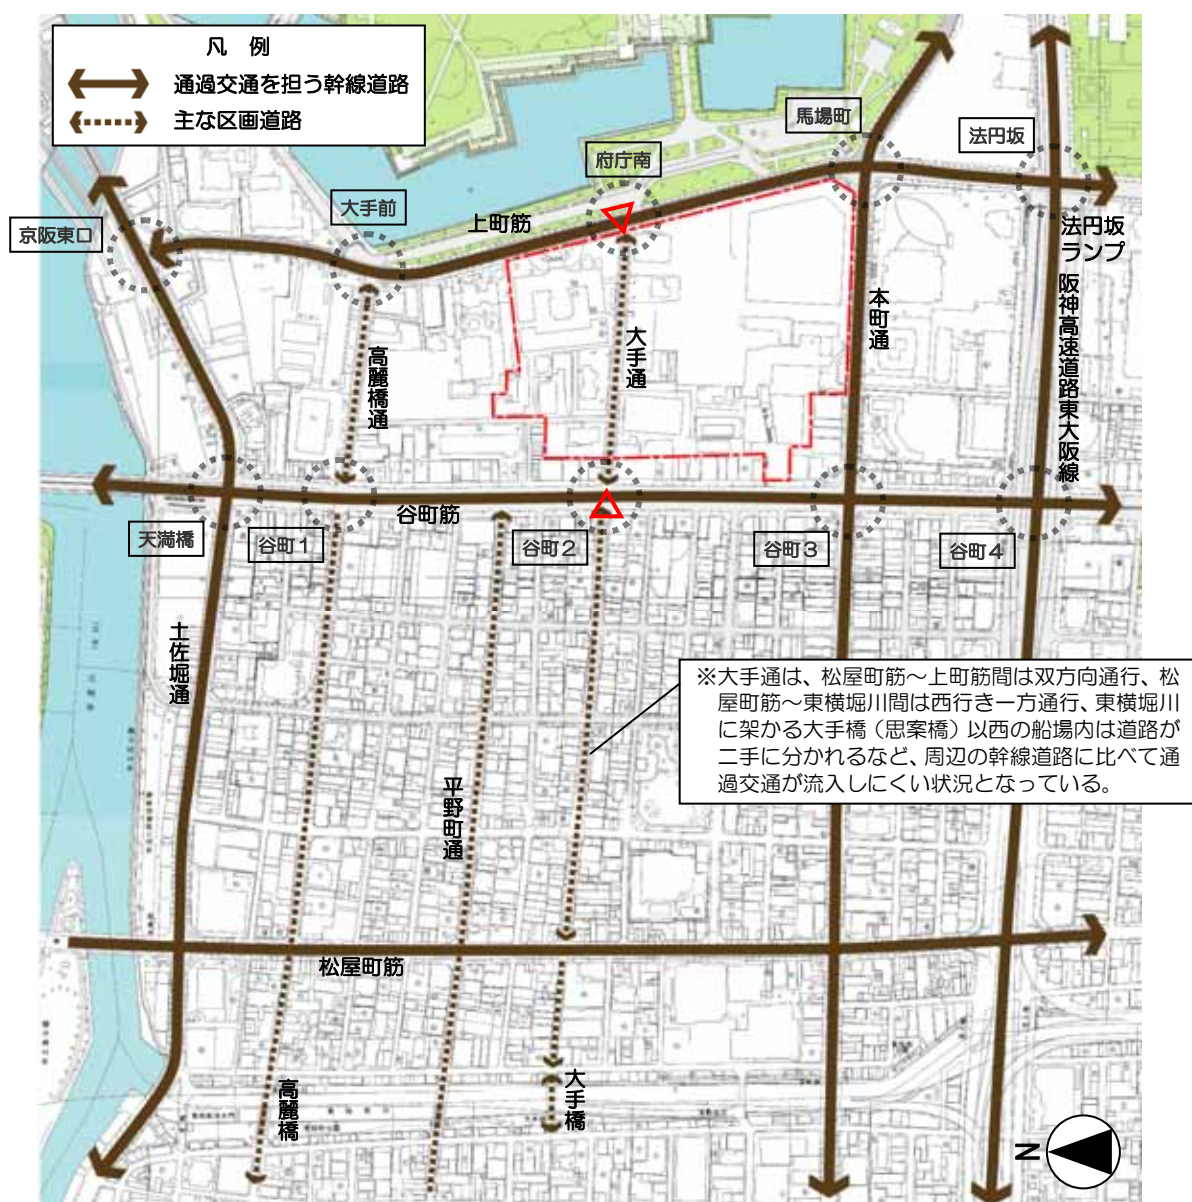 凡 例
通過交通を担う幹線道路
主な区画道路
馬場町
法円坂
府庁南
大手前
京阪東口
上町筋
法円坂
ランプ
阪神高速道路東大阪線
本町通
大手通
高麗橋通
谷町筋
天満橋
谷町1
谷町2
谷町3
谷町4
土佐堀通
※大手通は、松屋町筋～上町筋間は双方向通行、松
屋町筋～東横堀川間は西行き一方通行、東横堀川
に架かる大手橋（思案橋）以西の船場内は道路が
二手に分かれるなど、周辺の幹線道路に比べて通
過交通が流入しにくい状況となっている。
平野町通
松屋町筋
高麗橋
大手橋
N